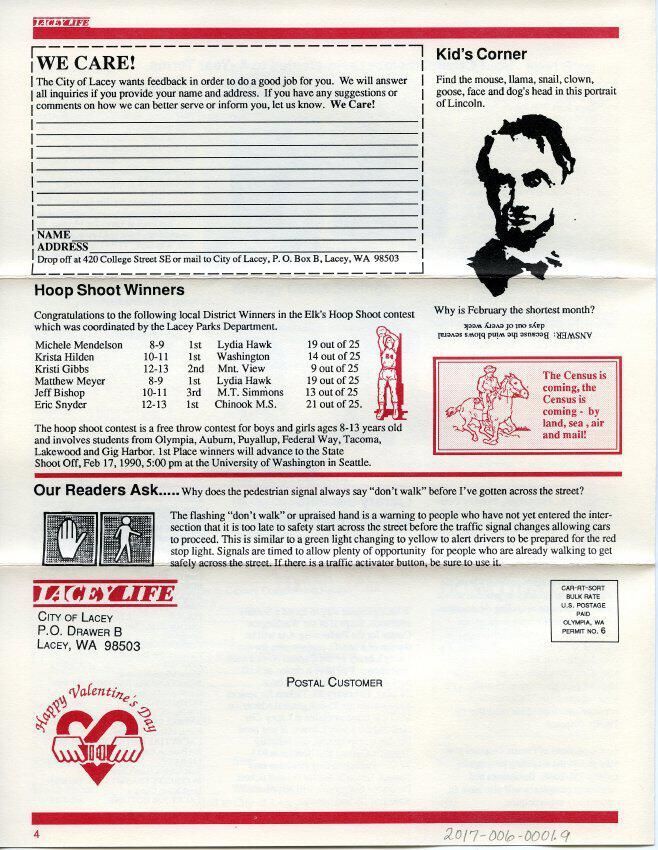 LACEY LIFE
WE CARE!
The City of Lacey wants feedback in order to do a good job for you. We will answer
all inquiries if you provide your name and address. If you have any suggestions or
comments on how we can better serve or inform you, let us know. We Care!
NAME
ADDRESS
Drop off at 420 College Street SE or mail to City of Lacey, P. O. Box B, Lacey, WA 98503
Kid's Corner
Find the mouse, llama, snail, clown,
goose, face and dog's head in this portrait
of Lincoln.
Why is February the shortest month?
ANSWER: Because the wind blows several
days out of every week
Hoop Shoot Winners
Congratulations to the following local District Winners in the Elk's Hoop Shoot contest
which was coordinated by the Lacey Parks Department.
Michele Mendelson 8-9 1st Lydia Hawk 19 out of 25
Krista Hilden 10-11 1st Washington 14 out of 25
Kristi Gibbs 12-13 2nd Mnt. View 9 out of 25
Matthew Meyer 8-9 1st Lydia Hawk 19 out of 25
Jeff Bishop 10-11 3rd M.T. Simmons 13 out of 25
Eric Snyder 12-13 1st Chinook M.S. 21 out of 25.
The hoop shoot contest is a free throw contest for boys and girls ages 8-13 years old
and involves students from Olympia, Auburn, Puyallup, Federal Way, Tacoma,
Lakewood and Gig Harbor. 1st Place winners will advance to the State
Shoot Off, Feb 17, 1990, 5:00 pm at the University of Washington in Seattle.
The Census is
coming, the
Census is
coming - by
land, sea , air
and mail!
Our Readers Ask..... Why does the pedestrian signal always say “don't walk” before I've gotten across the street?
The flashing “don't walk” or upraised hand is a warning to people who have not yet entered the inter-
section that it is too late to safety start across the street before the traffic signal changes allowing cars
to proceed. This is similar to a green light changing to yellow to alert drivers to be prepared for the red
stop light. Signals are timed to allow plenty of opportunity for people who are already walking to get
safely across the street. If there is a traffic activator button, be sure to use it.
LACEY LIFE
CITY OF LACEY
P.O. DRAWER B
LACEY, WA 98503
CAR-RT-SORT
BULK RATE
U.S. POSTAGE
PAID
OLYMPIA, WA
PERMIT NO. 6
POSTAL CUSTOMER
Happy Valentine's Day
4
2017-006-0001.9